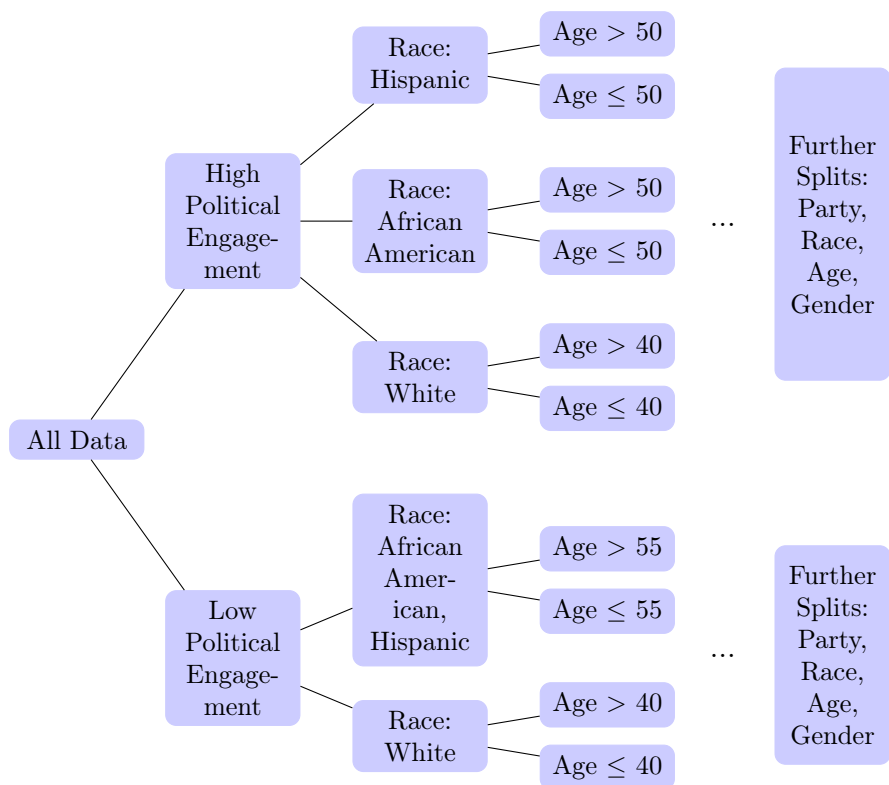 All Data
High
Political
Engage-
ment
Race:
Hispanic
Age > 50
Age ≤ 50
Race:
African
American
Age > 50
Age ≤ 50
Race:
White
Age > 40
Age ≤ 40
...
Further
Splits:
Party,
Race,
Age,
Gender
Low
Political
Engage-
ment
Race:
African
Amer-
ican,
Hispanic
Age > 55
Age ≤ 55
Race:
White
Age > 40
Age ≤ 40
...
Further
Splits:
Party,
Race,
Age,
Gender